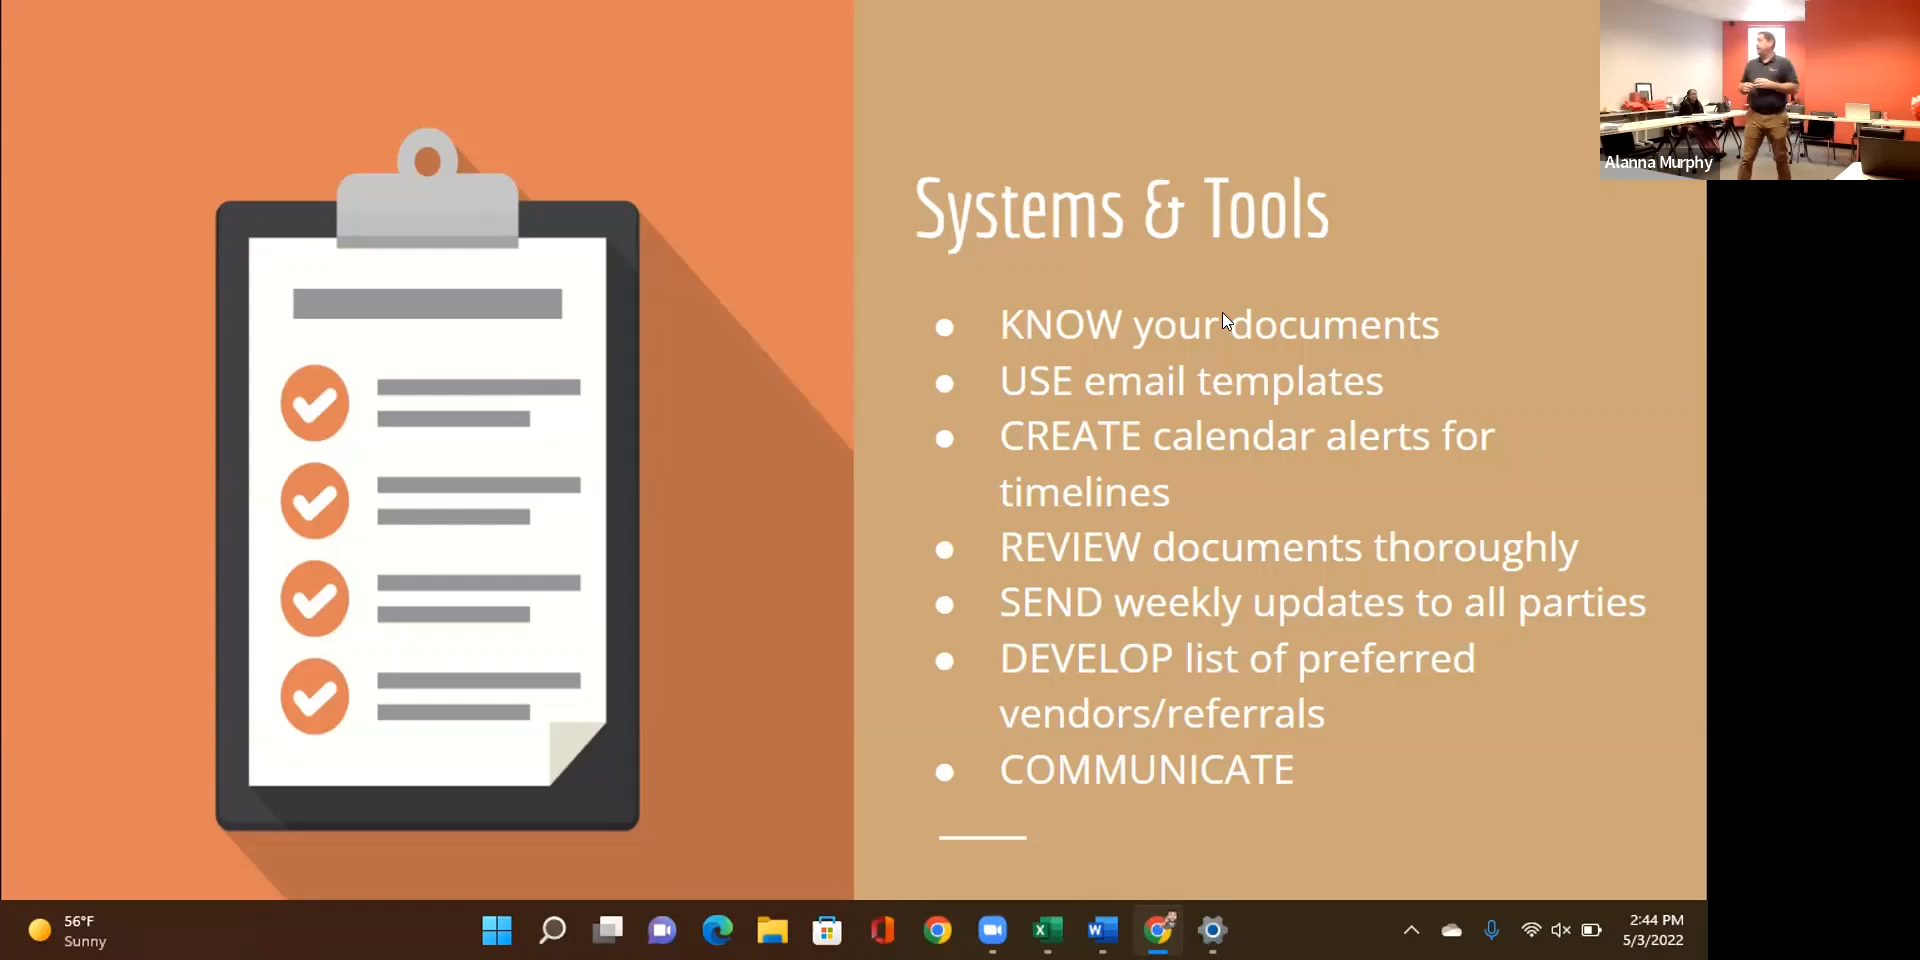 Alanna Murphy
Systems & Tools
● KNOW your documents
● USE email templates
● CREATE calendar alerts for
timelines
● REVIEW documents thoroughly
● SEND weekly updates to all parties
● DEVELOP list of preferred
vendors/referrals
● COMMUNICATE
56°F
Sunny
2:44 PM
5/3/2022